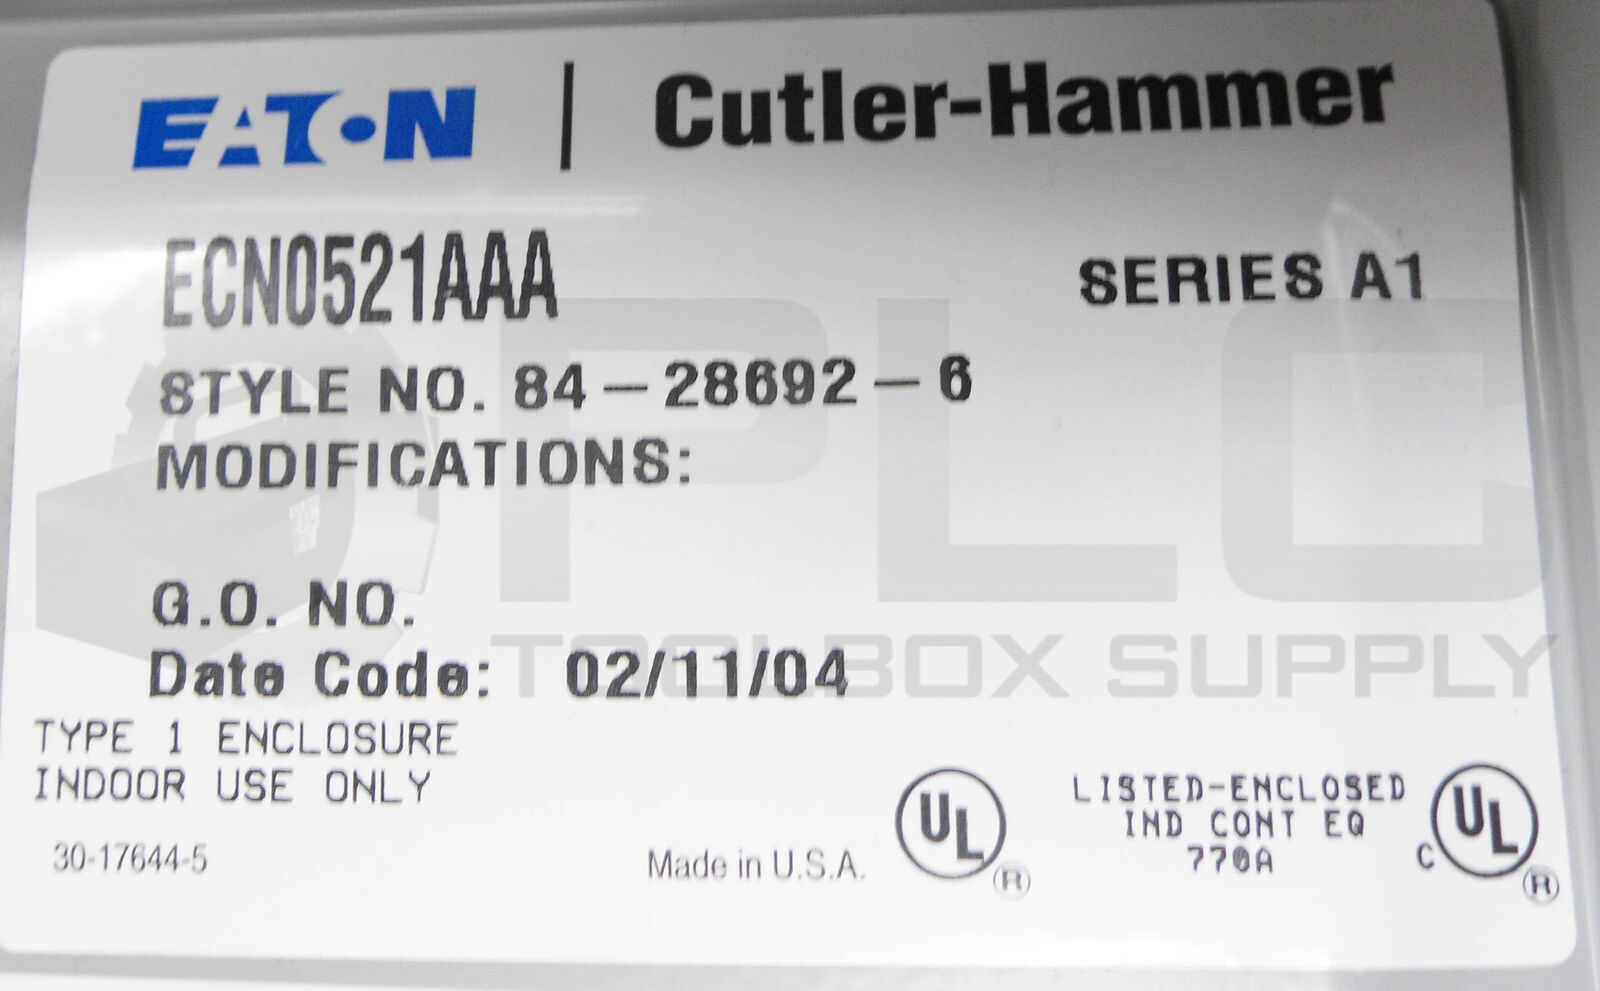 EATON | Cutler-Hammer
ECN0521AAA
SERIES A1
STYLE NO. 84-28692-6
MODIFICATIONS:
G.O. NO.
Date Code: 02/11/04
TYPE 1 ENCLOSURE
INDOOR USE ONLY
30-17644-5
Made in U.S.A.
UL ®
LISTED-ENCLOSED
IND CONT EQ
770A
C UL ®
PLC
TOOLBOX SUPPLY